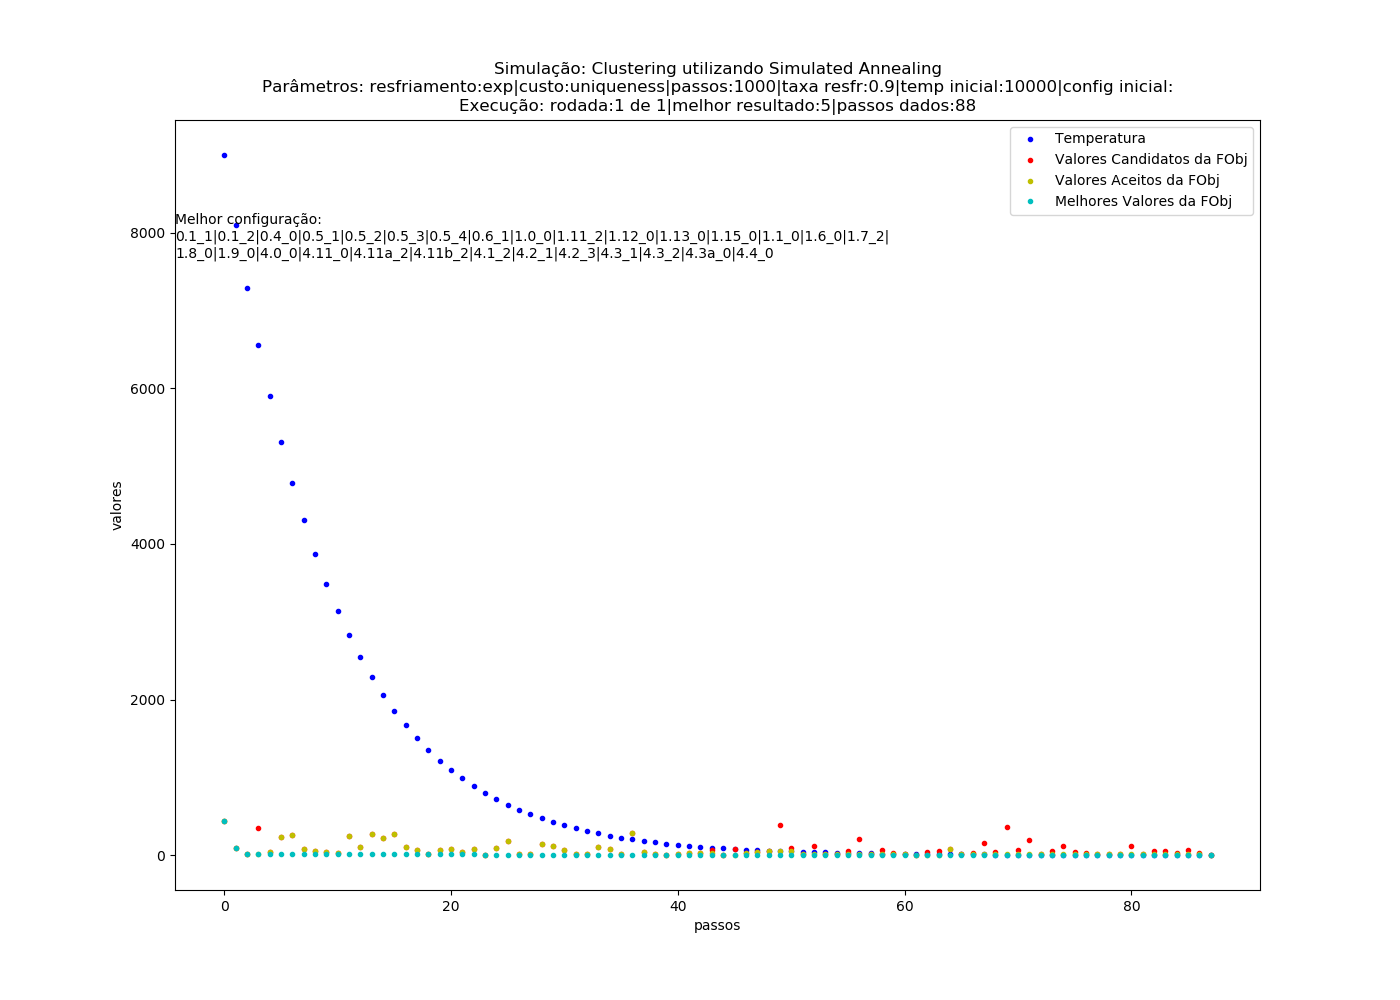 Simulação: Clustering utilizando Simulated Annealing
Parâmetros: resfriamento:exp|custo:uniqueness|passos:1000|taxa resfr:0.9|temp inicial:10000|config inicial:
Execução: rodada:1 de 1|melhor resultado:5|passos dados:88
Temperatura
Valores Candidatos da FObj
Valores Aceitos da FObj
Melhores Valores da FObj
Melhor configuração:
0.1_1|0.1_2|0.4_0|0.5_1|0.5_2|0.5_3|0.5_4|0.6_1|1.0_0|1.11_2|1.12_0|1.13_0|1.15_0|1.1_0|1.6_0|1.7_2|
1.8_0|1.9_0|4.0_0|4.11_0|4.11a_2|4.11b_2|4.1_2|4.2_1|4.2_3|4.3_1|4.3_2|4.3a_0|4.4_0
8000
6000
4000
2000
0
valores
0 20 40 60 80
passos